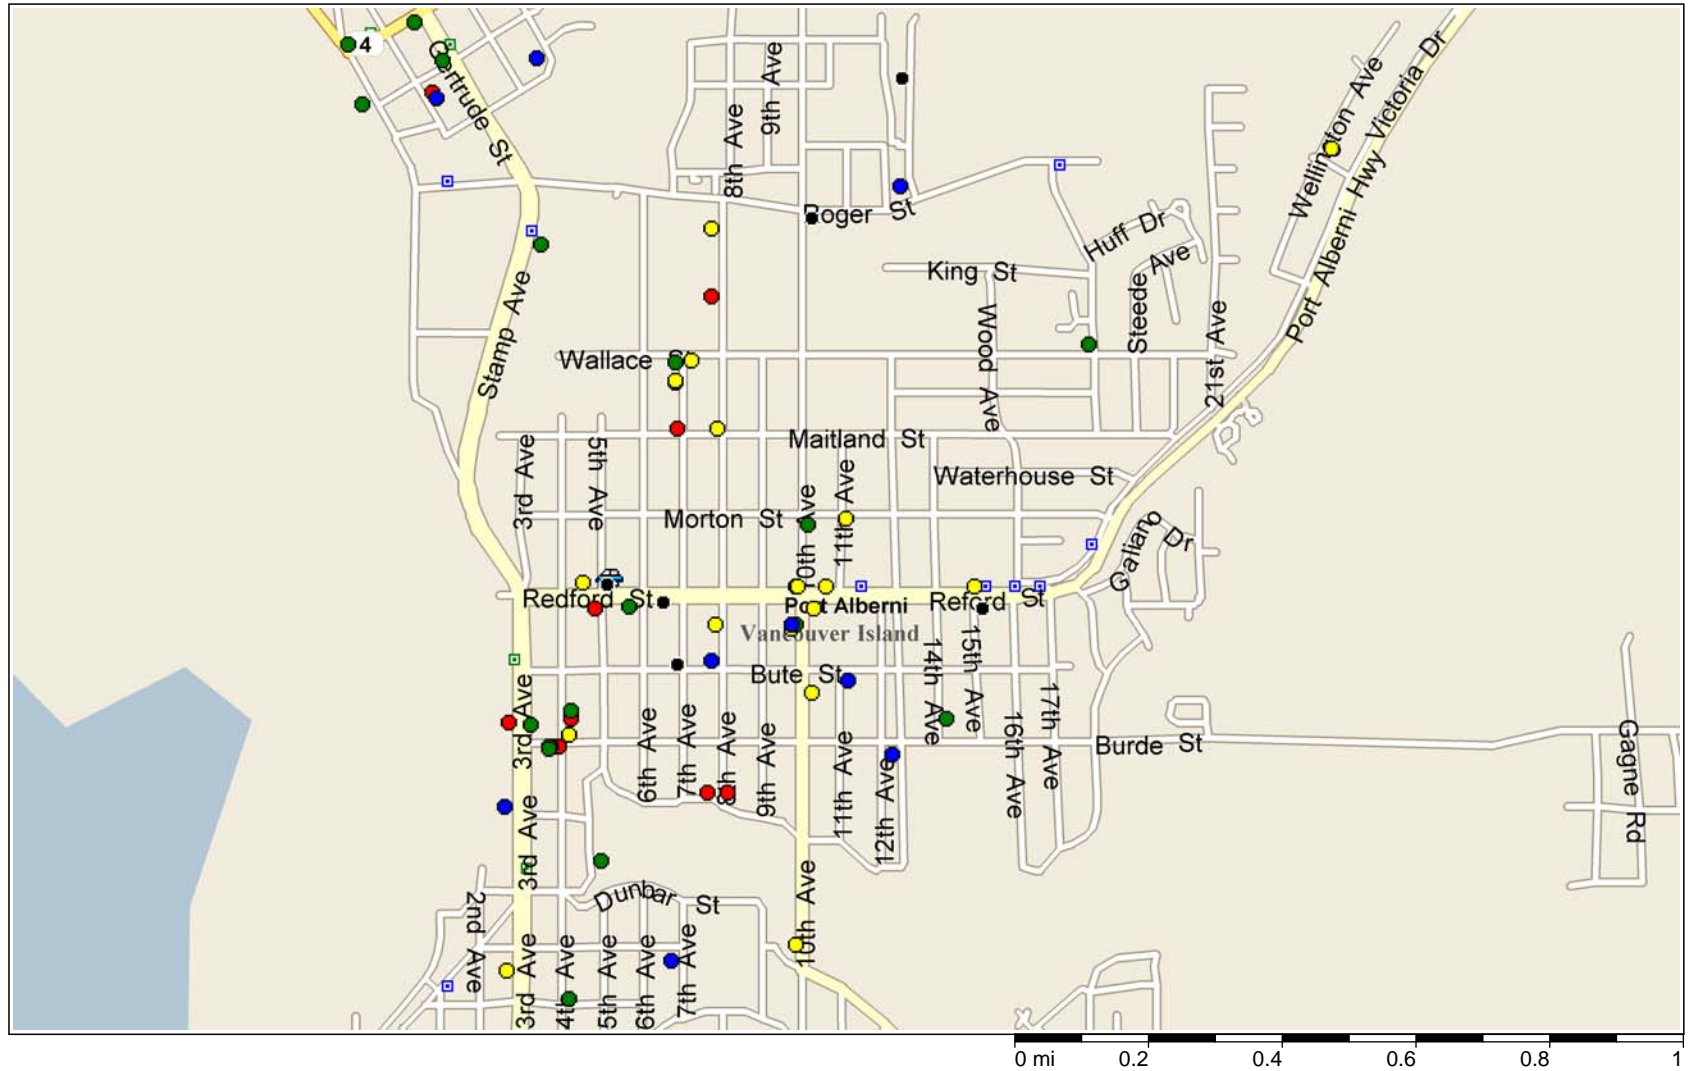 4
Gertrude St
9th Ave
8th Ave
Wellington Ave
Port Alberni Hwy Victoria Dr
Roger St
Huff Dr
King St
Steede Ave
Stamp Ave
Wood Ave
21st Ave
Wallace St
Maitland St
3rd Ave
5th Ave
11th Ave
Waterhouse St
10th Ave
Morton St
Galiano Dr
Redford St
Port Alberni
Reford St
Vancouver Island
14th Ave
15th Ave
Bute St
3rd Ave
6th Ave
7th Ave
8th Ave
9th Ave
11th Ave
12th Ave
16th Ave
17th Ave
Burde St
Gagne Rd
3rd Ave
10th Ave
Dunbar St
2nd Ave
3rd Ave
4th Ave
5th Ave
6th Ave
7th Ave
0 mi 0.2 0.4 0.6 0.8 1